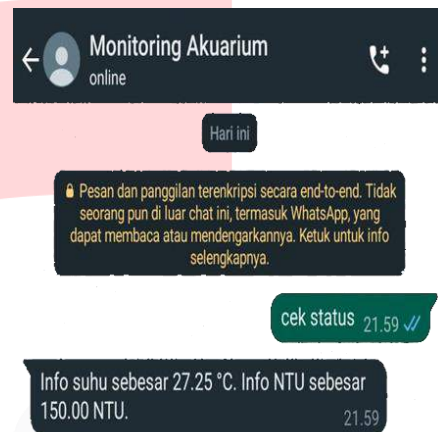 Monitoring Akuarium
online
Hari ini
Pesan dan panggilan terenkripsi secara end-to-end. Tidak
seorang pun di luar chat ini, termasuk WhatsApp, yang
dapat membaca atau mendengarkannya. Ketuk untuk info
selengkapnya.
cek status 21.59
Info suhu sebesar 27.25 °C. Info NTU sebesar
150.00 NTU. 21.59